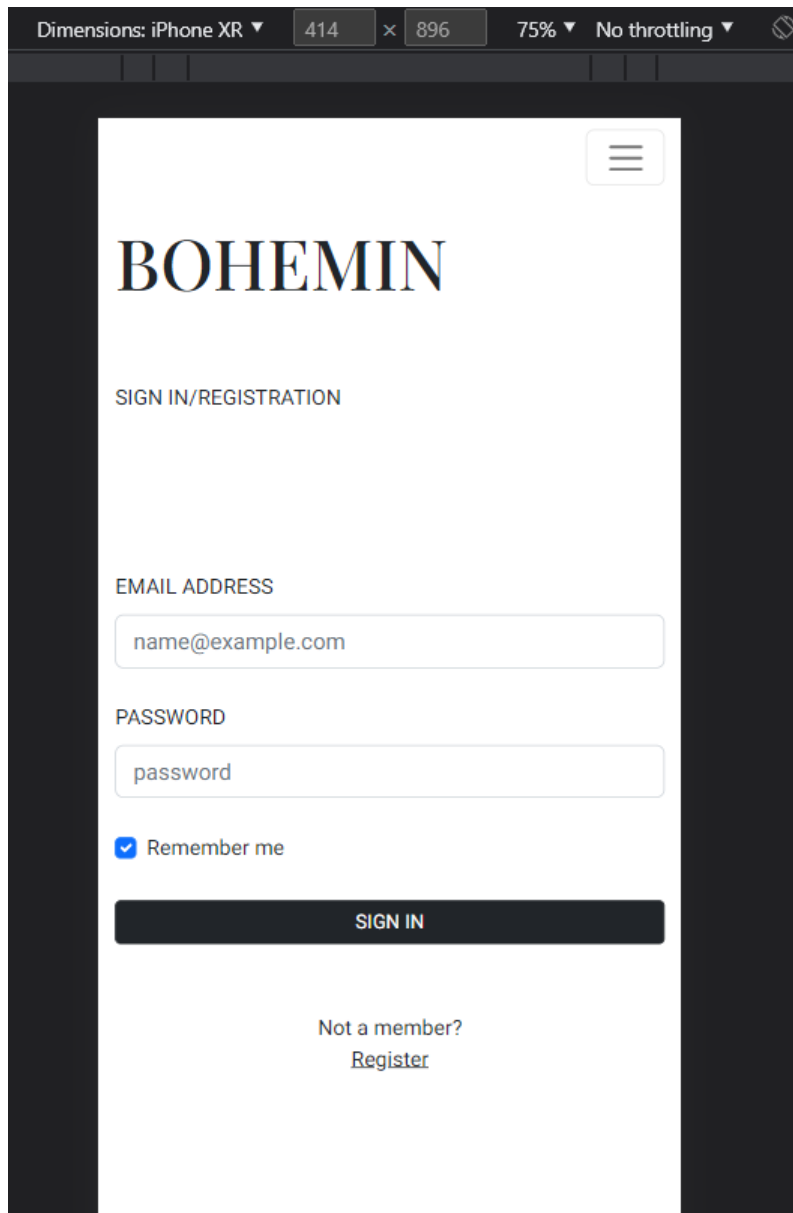 Dimensions: iPhone XR ▼ 414 × 896 75% ▼ No throttling ▼
BOHEMIN
SIGN IN/REGISTRATION
EMAIL ADDRESS
name@example.com
PASSWORD
password
Remember me
SIGN IN
Not a member?
Register